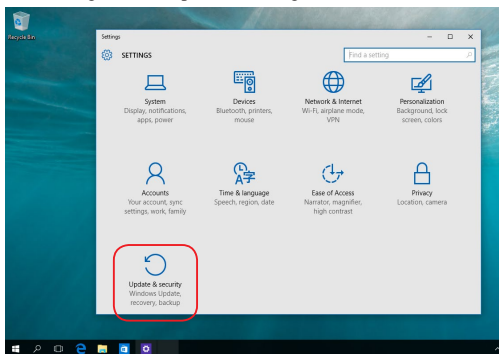 Recycle Bin
Settings
SETTINGS
Find a setting
System
Display, notifications,
apps, power
Devices
Bluetooth, printers,
mouse
Network & Internet
Wi-Fi, airplane mode,
VPN
Personalization
Background, lock
screen, colors
Accounts
Your account, sync
settings, work, family
Time & language
Speech, region, date
Ease of Access
Narrator, magnifier,
high contrast
Privacy
Location, camera
Update & security
Windows Update,
recovery, backup